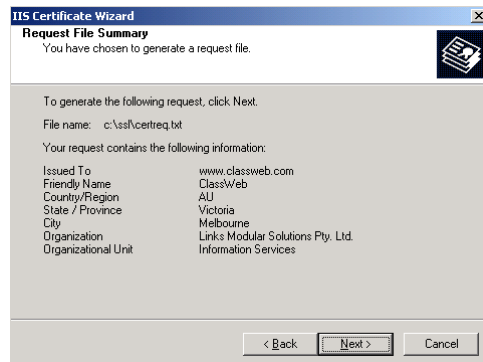 IIS Certificate Wizard
Request File Summary
You have chosen to generate a request file.
To generate the following request, click Next.
File name: c:\ssl\certreq.txt
Your request contains the following information:
Issued To www.classweb.com
Friendly Name ClassWeb
Country/Region AU
State / Province Victoria
City Melbourne
Organization Links Modular Solutions Pty. Ltd.
Organizational Unit Information Services
< Back Next > Cancel